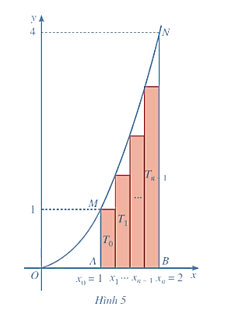 y
4
N
T_{n-1}
M
...
1
T_1
T_0
A
B
O
x_0 = 1 x_1 ··· x_{n-1} x_n = 2 x
Hình 5